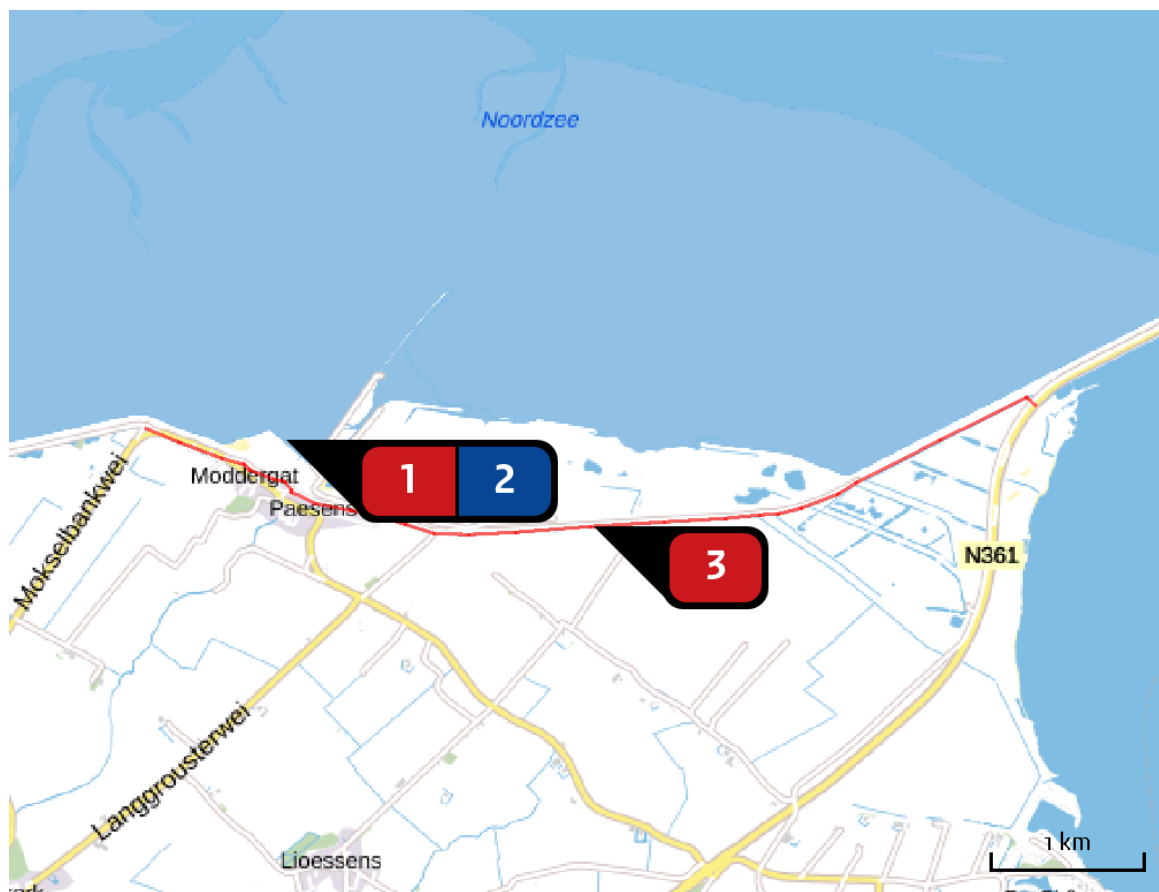 Noordzee
Moddergat
Paesens
1 2
3
Mokselbankwei
N361
Langgrousterwei
Lioessens
1 km